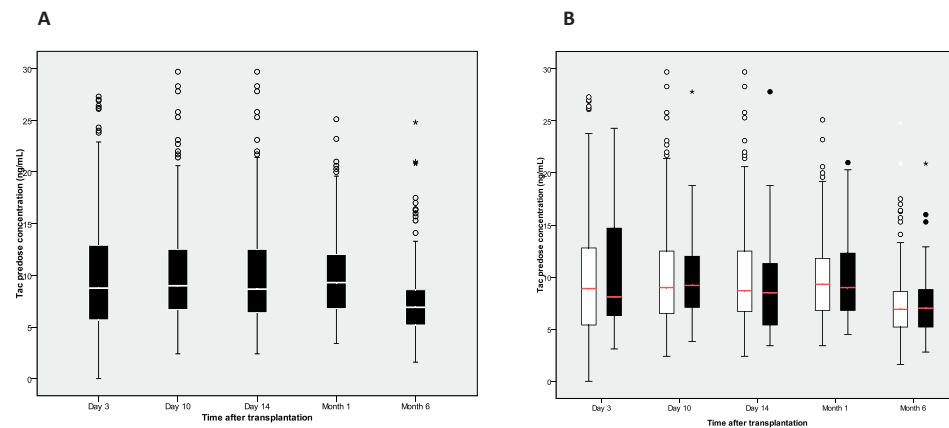 A
B
Tac predose concentration (ng/mL)
30
25
20
15
10
5
0
Day 3 Day 10 Day 14 Month 1 Month 6
Time after transplantation
Tac predose concentration (ng/mL)
30
25
20
15
10
5
0
Day 3 Day 10 Day 14 Month 1 Month 6
Time after transplantation